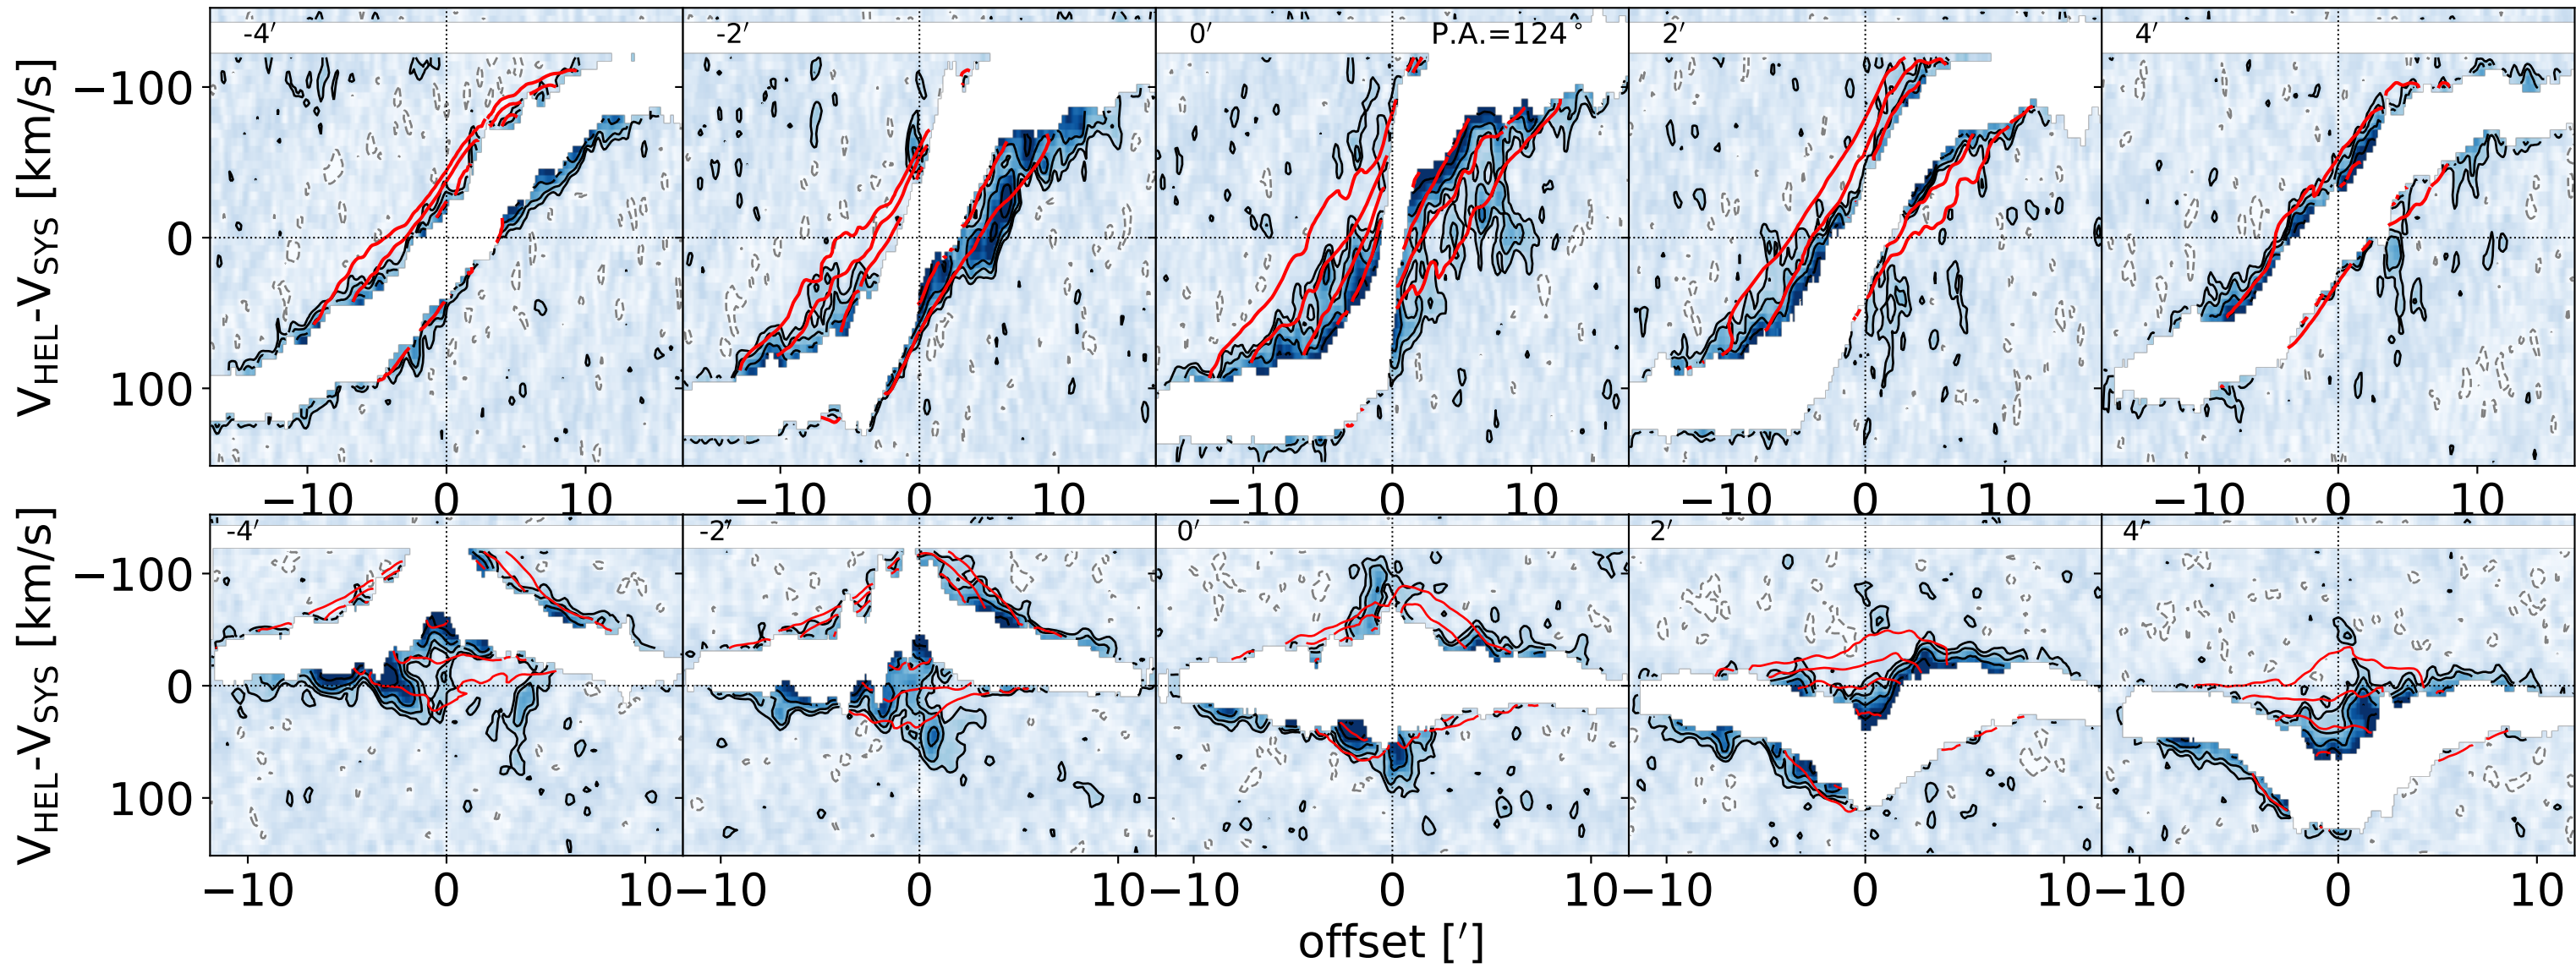 -4′ -2′ 0′ P.A.=124° 2′ 4′
V_HEL-V_SYS [km/s]
−100
0
100
−10 0 10 −10 0 10 −10 0 10 −10 0 10 −10 0 10
-4′ -2′ 0′ 2′ 4′
V_HEL-V_SYS [km/s]
−100
0
100
−10 0 10 −10 0 10 −10 0 10 −10 0 10 −10 0 10
offset [′]